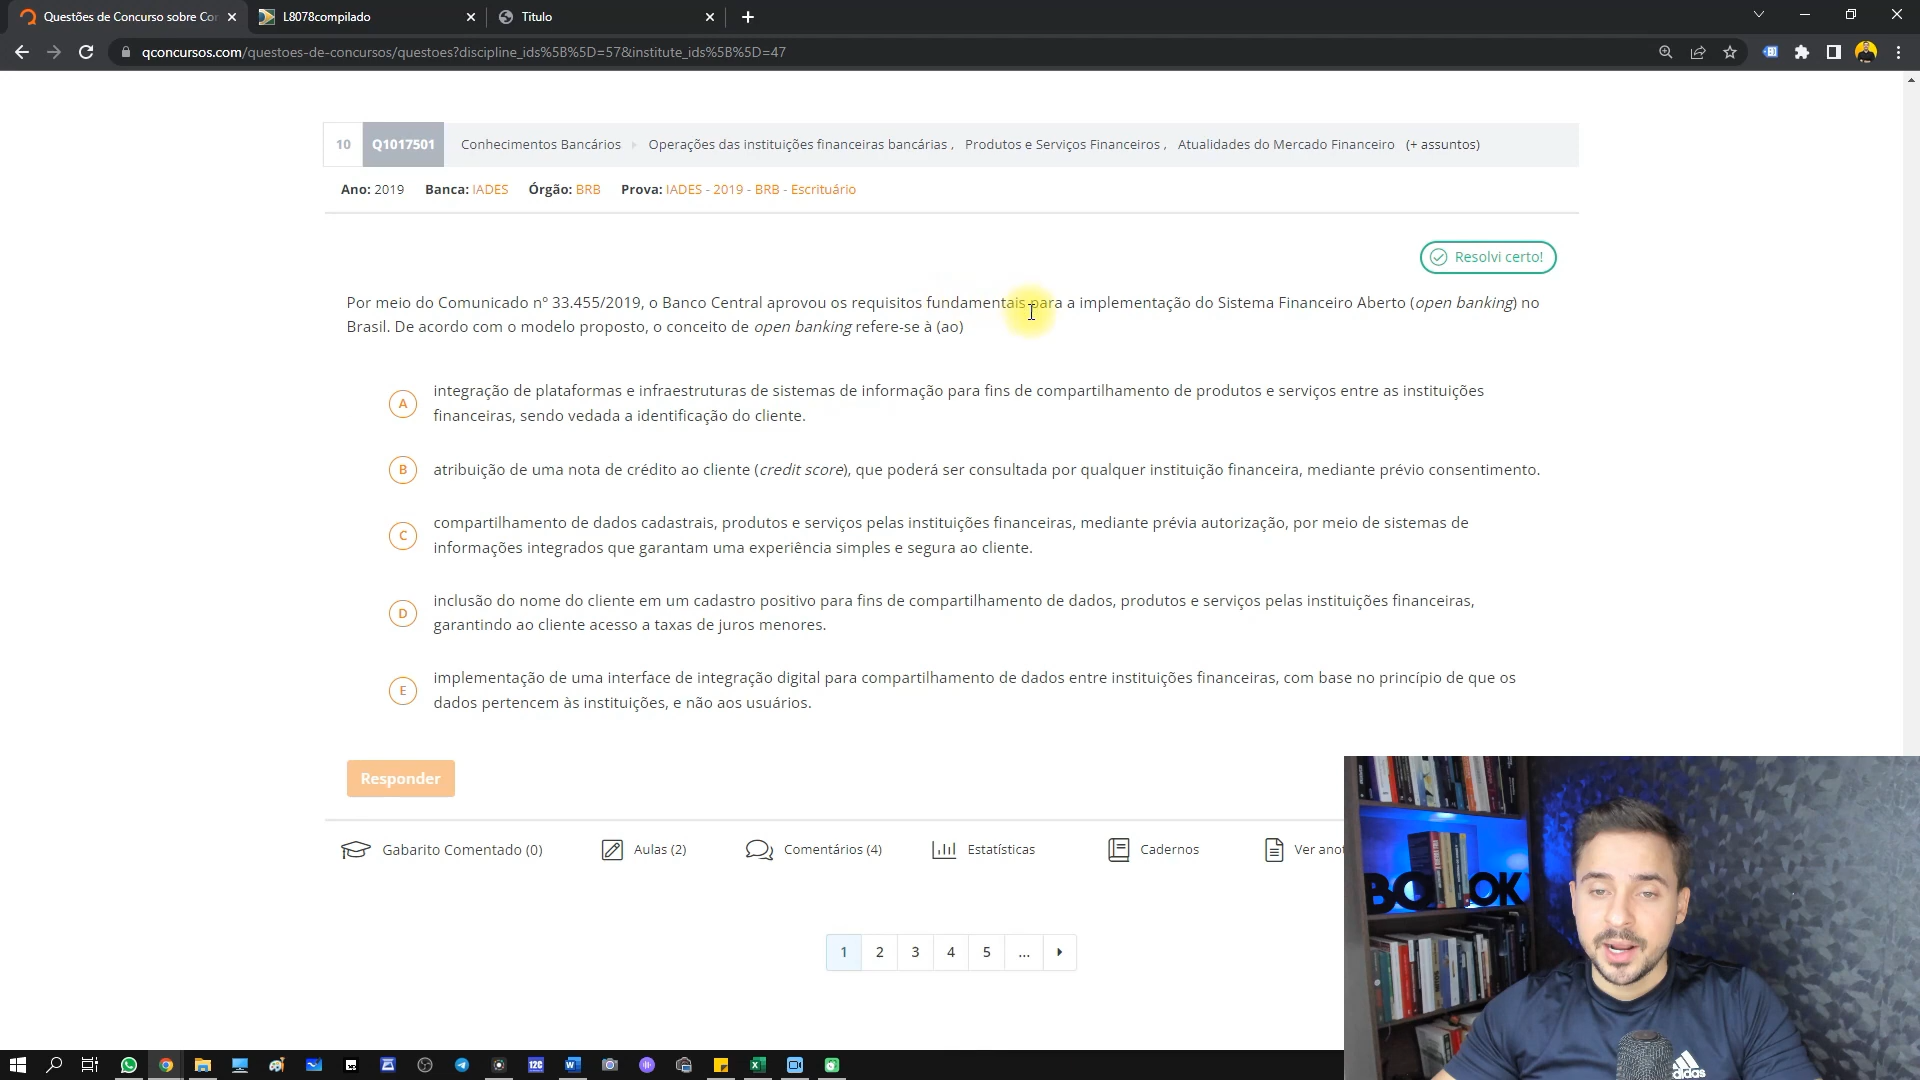 Questões de Concurso sobre Co
L8078compilado
Titulo
qconcursos.com/questoes-de-concursos/questoes?discipline_ids%5B%5D=57&institute_ids%5B%5D=47
10 Q1017501 Conhecimentos Bancários Operações das instituições financeiras bancárias , Produtos e Serviços Financeiros , Atualidades do Mercado Financeiro (+ assuntos)
Ano: 2019 Banca: IADES Órgão: BRB Prova: IADES - 2019 - BRB - Escriturário
Resolvi certo!
Por meio do Comunicado nº 33.455/2019, o Banco Central aprovou os requisitos fundamentais para a implementação do Sistema Financeiro Aberto (open banking) no
Brasil. De acordo com o modelo proposto, o conceito de open banking refere-se à (ao)
A integração de plataformas e infraestruturas de sistemas de informação para fins de compartilhamento de produtos e serviços entre as instituições
financeiras, sendo vedada a identificação do cliente.
B atribuição de uma nota de crédito ao cliente (credit score), que poderá ser consultada por qualquer instituição financeira, mediante prévio consentimento.
C compartilhamento de dados cadastrais, produtos e serviços pelas instituições financeiras, mediante prévia autorização, por meio de sistemas de
informações integrados que garantam uma experiência simples e segura ao cliente.
D inclusão do nome do cliente em um cadastro positivo para fins de compartilhamento de dados, produtos e serviços pelas instituições financeiras,
garantindo ao cliente acesso a taxas de juros menores.
E implementação de uma interface de integração digital para compartilhamento de dados entre instituições financeiras, com base no princípio de que os
dados pertencem às instituições, e não aos usuários.
Responder
Gabarito Comentado (0) Aulas (2) Comentários (4) Estatísticas Cadernos Ver anot
1 2 3 4 5 ...
BOOK
adidas
12C